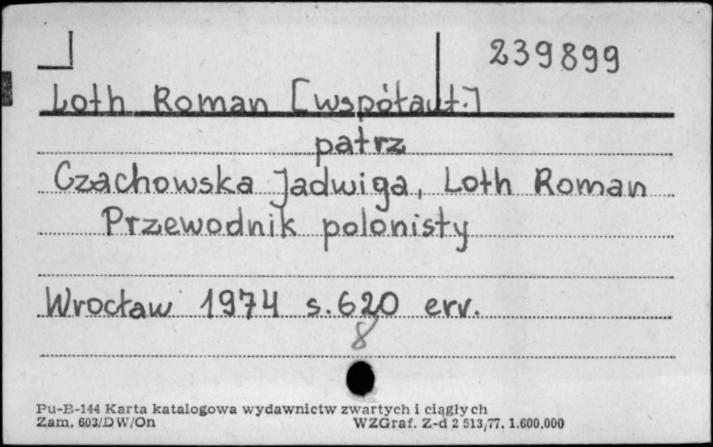 239899
Loth Roman [współaut.]
patrz
Czachowska Jadwiga, Loth Roman
Przewodnik polonisty
Wrocław 1974 s. 620 err.
8
Pu-B-144 Karta katalogowa wydawnictw zwartych i ciągłych
Zam. 603/DW/On WZGraf. Z-d 2 513/77. 1.600.000